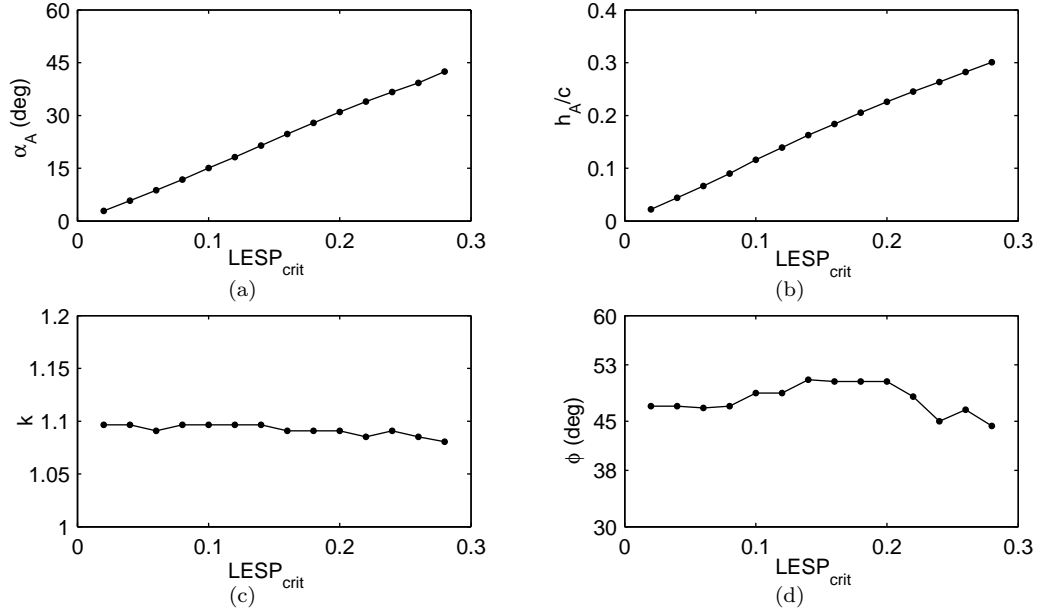 60
45
30
15
0
α_A (deg)
0 0.1 0.2 0.3
LESP_crit
(a)
0.4
0.3
0.2
0.1
0
h_A/c
0 0.1 0.2 0.3
LESP_crit
(b)
1.2
1.15
1.1
1.05
1
k
0 0.1 0.2 0.3
LESP_crit
(c)
60
53
45
38
30
ϕ (deg)
0 0.1 0.2 0.3
LESP_crit
(d)